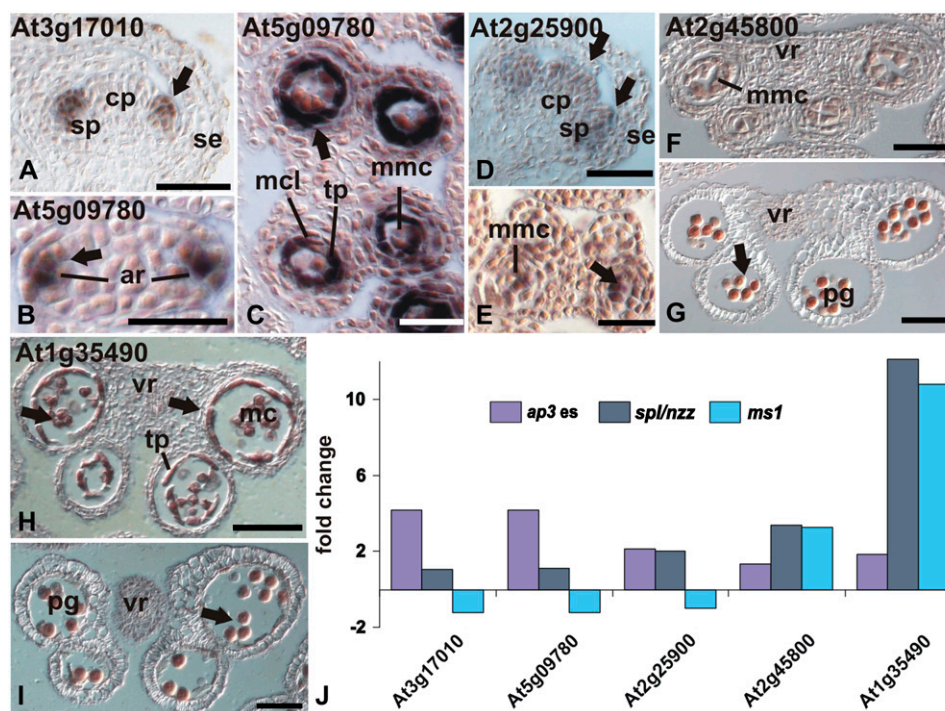 At3g17010
cp
sp
se
A
At5g09780
ar
B
At5g09780
mcl
tp
mmc
C
At2g25900
cp
sp
se
D
mmc
E
At2g45800
vr
mmc
F
vr
pg
G
At1g35490
vr
mc
tp
H
pg
vr
I
J
fold change
10
6
2
-2
ap3 es
spl/nzz
ms1
At3g17010
At5g09780
At2g25900
At2g45800
At1g35490